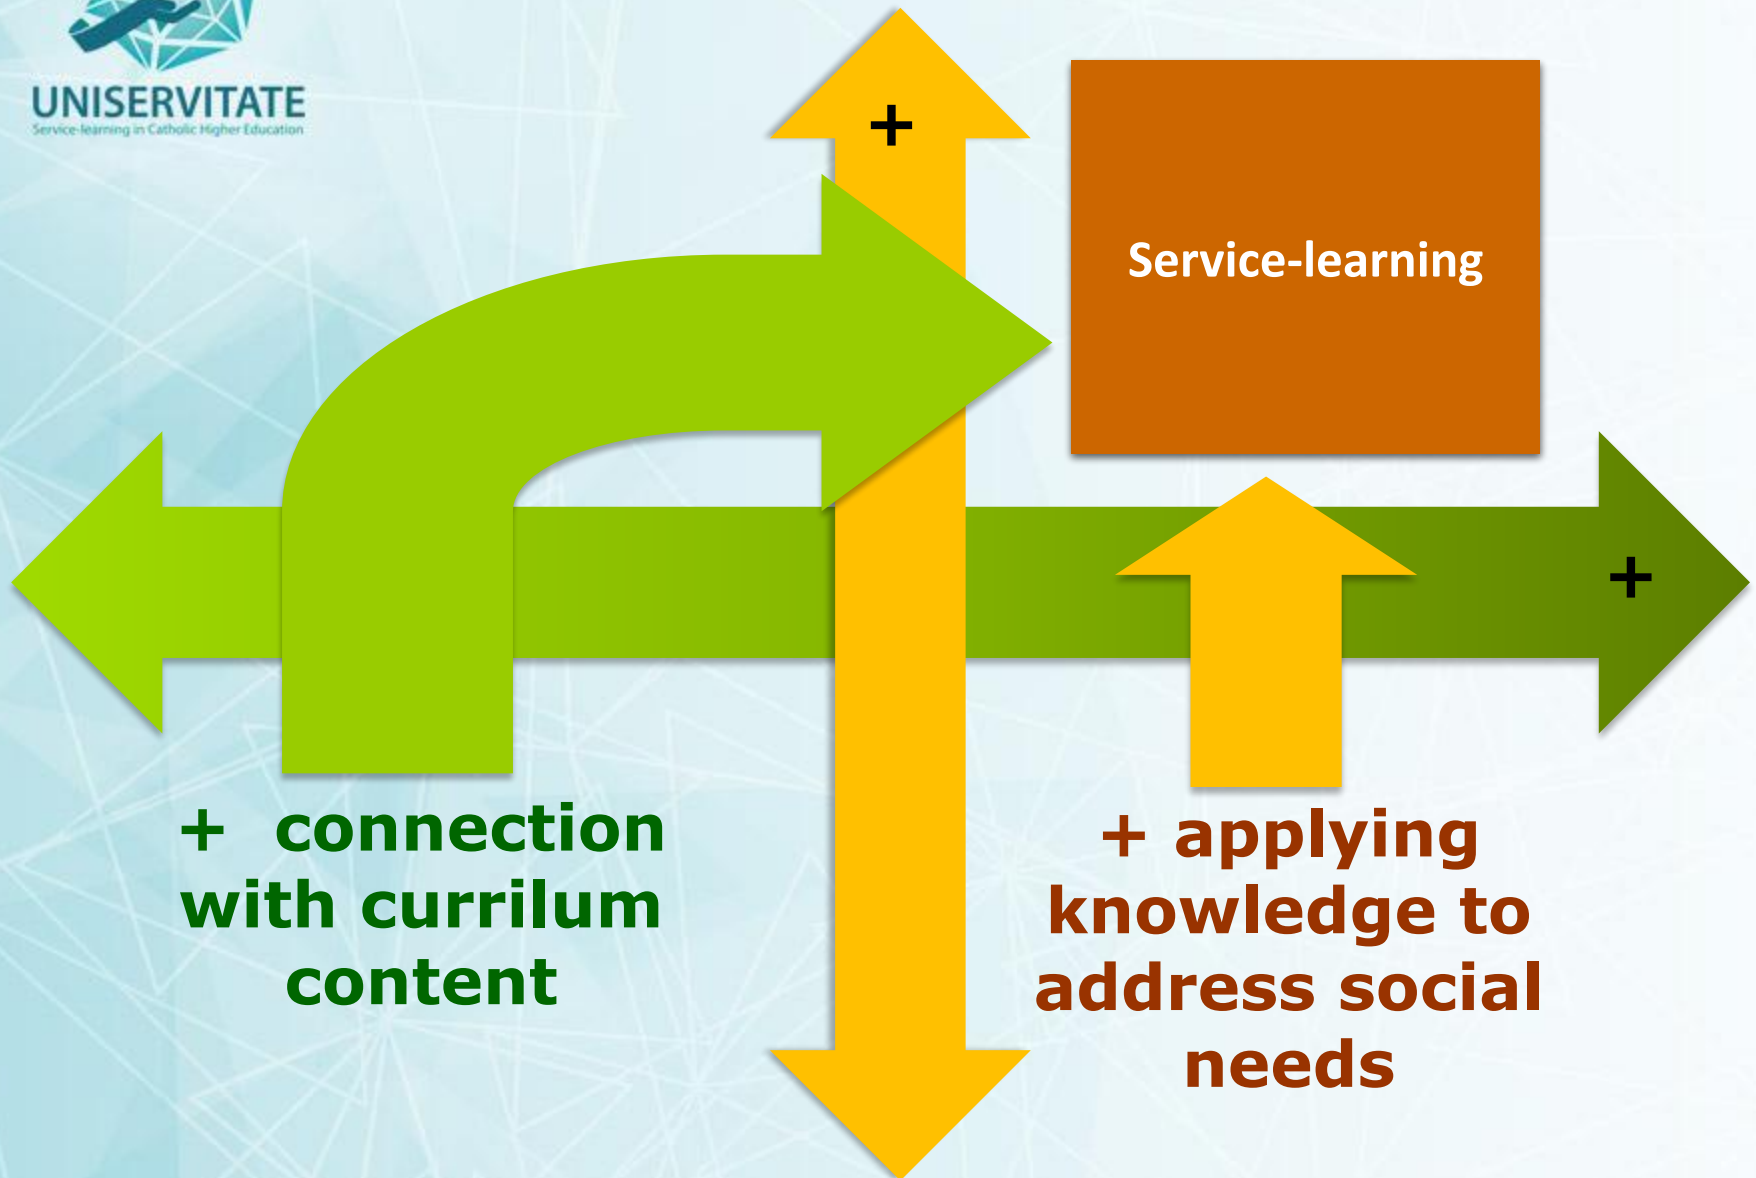 UNISERVITATE
Service-learning in Catholic Higher Education
+
Service-learning
+
+ connection
with currilum
content
+ applying
knowledge to
address social
needs